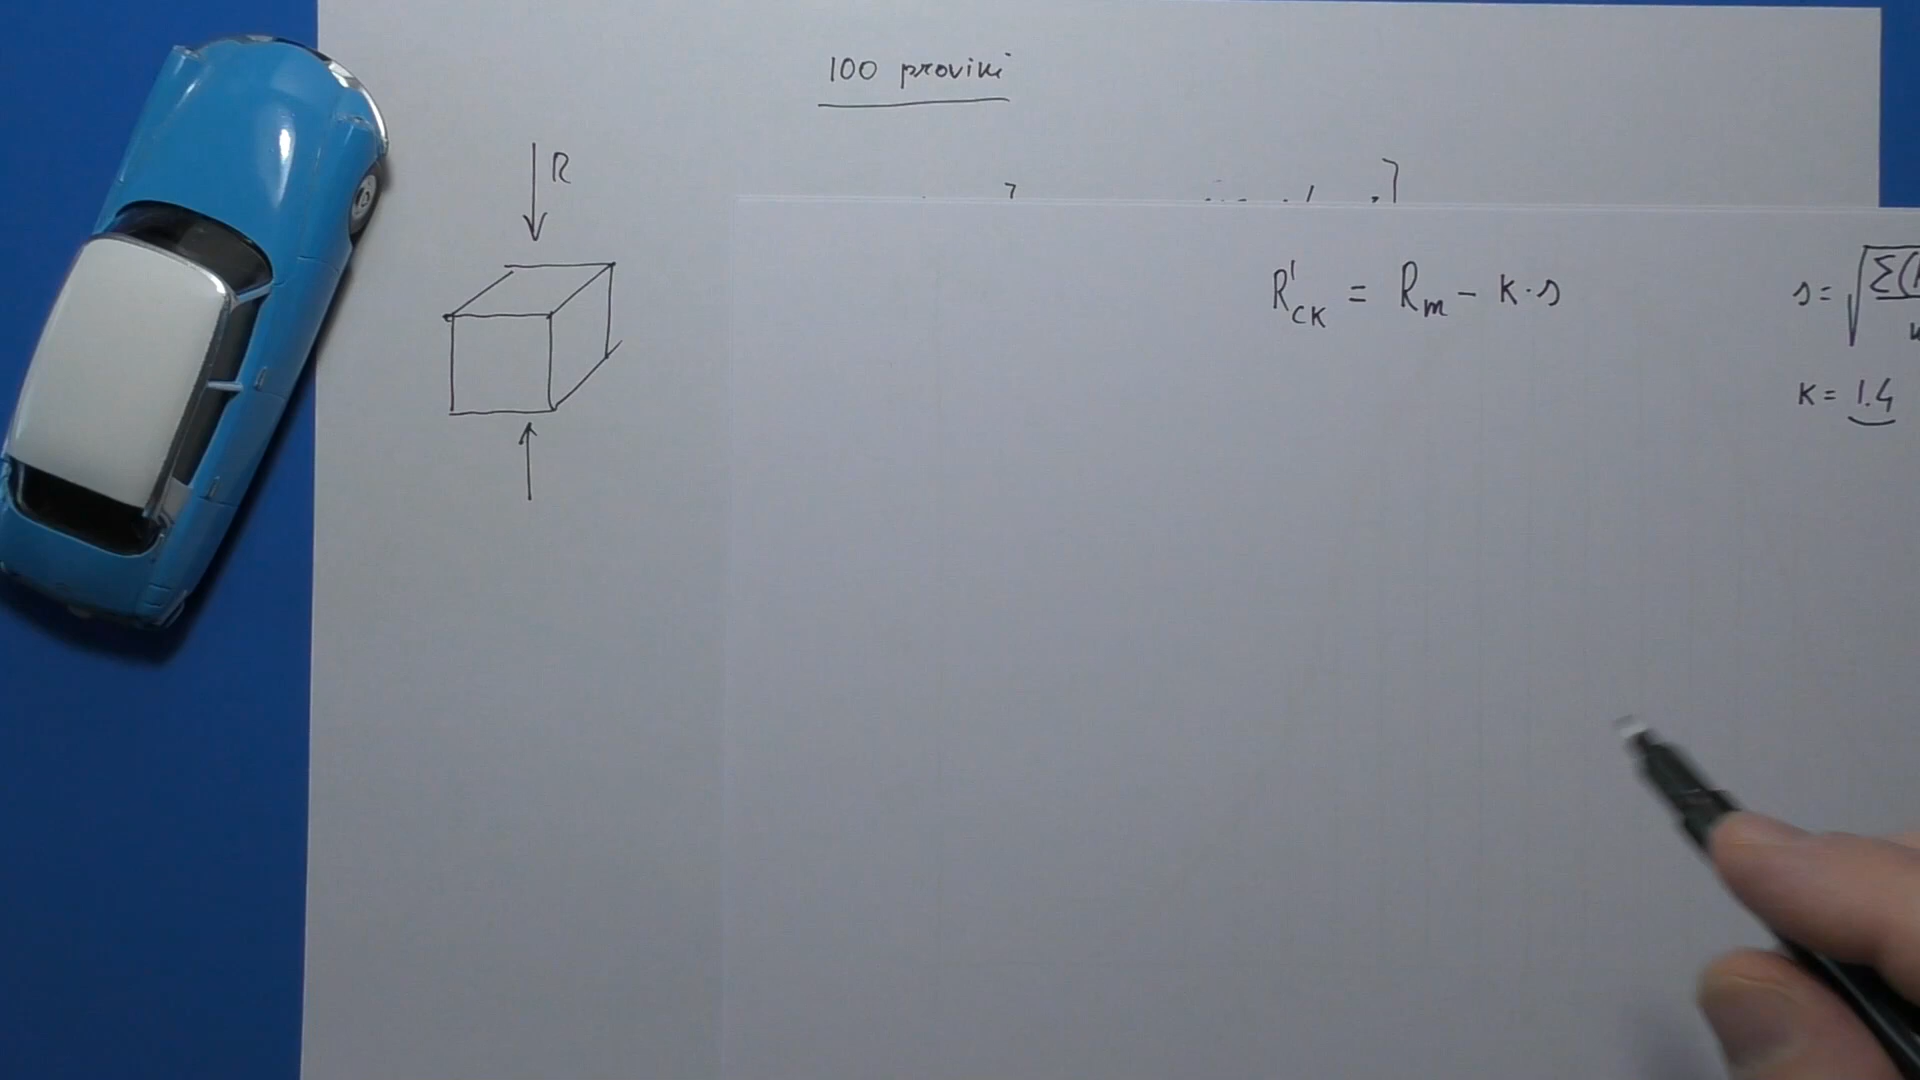 100 provini
R
R'CK = Rm - K·s
s = √Σ(
K = 1.4